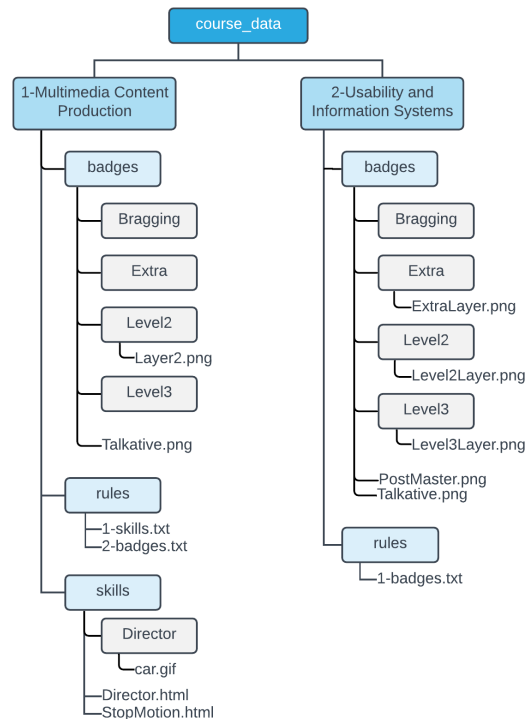 course_data
1-Multimedia Content
Production
badges
Bragging
Extra
Level2
Layer2.png
Level3
Talkative.png
rules
1-skills.txt
2-badges.txt
skills
Director
car.gif
Director.html
StopMotion.html
2-Usability and
Information Systems
badges
Bragging
Extra
ExtraLayer.png
Level2
Level2Layer.png
Level3
Level3Layer.png
PostMaster.png
Talkative.png
rules
1-badges.txt